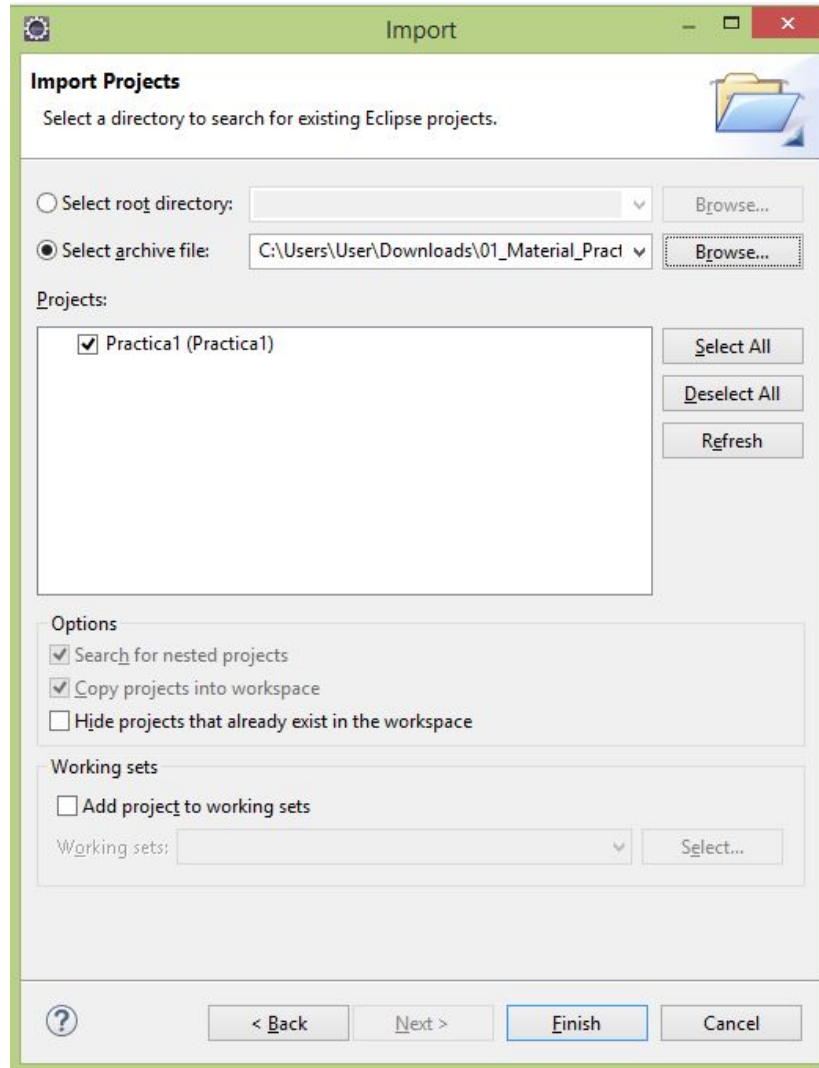 Import
Import Projects
Select a directory to search for existing Eclipse projects.
Select root directory:
Browse...
Select archive file:
C:\Users\User\Downloads\01_Material_Pract
Browse...
Projects:
Practica1 (Practica1)
Select All
Deselect All
Refresh
Options
Search for nested projects
Copy projects into workspace
Hide projects that already exist in the workspace
Working sets
Add project to working sets
Working sets:
Select...
?
< Back
Next >
Finish
Cancel